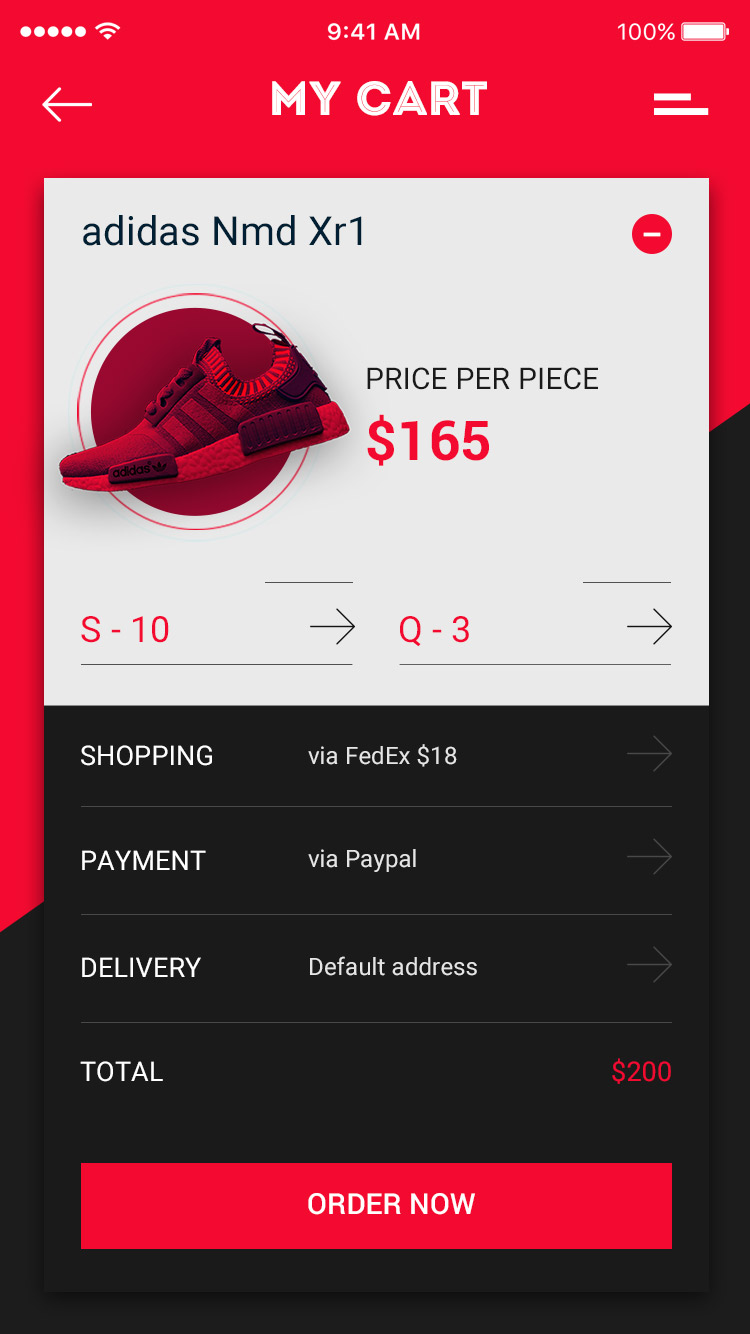 9:41 AM 100%
MY CART
adidas Nmd Xr1
PRICE PER PIECE
$165
adidas
S - 10 Q - 3
SHOPPING via FedEx $18
PAYMENT via Paypal
DELIVERY Default address
TOTAL $200
ORDER NOW